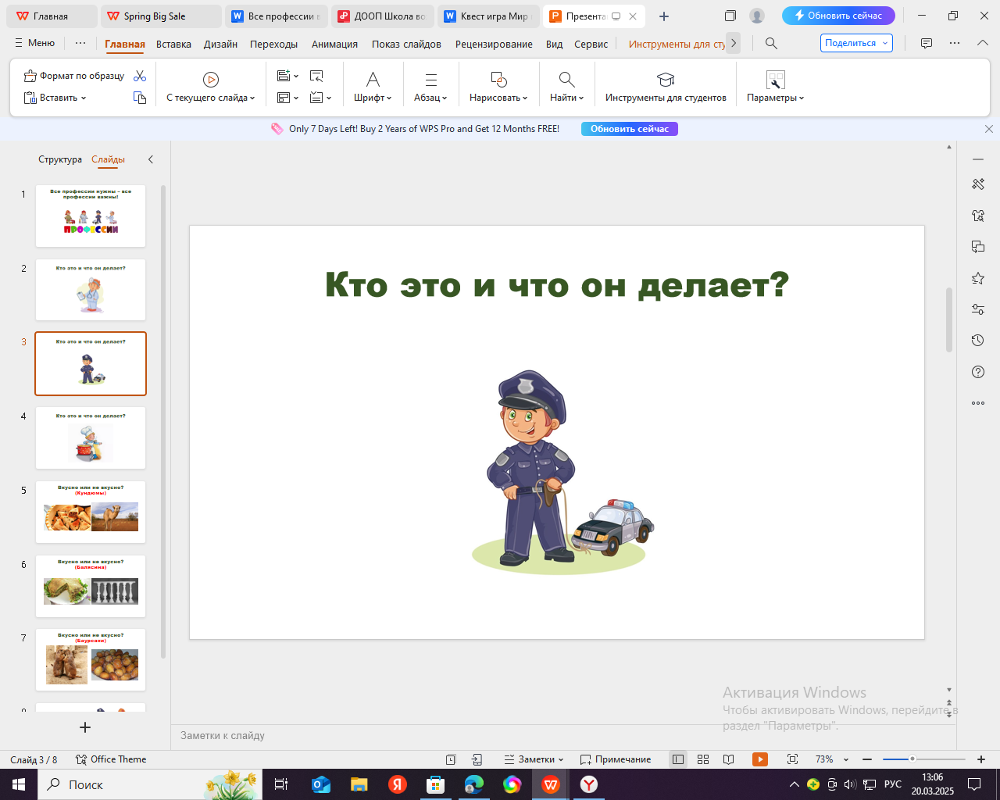 Главная
Spring Big Sale
Все профессии в
ДООП Школа во
Квест игра Мир
Презента
Обновить сейчас
Меню
Главная
Вставка
Дизайн
Переходы
Анимация
Показ слайдов
Рецензирование
Вид
Сервис
Инструменты для сту
Поделиться
Формат по образцу
Вставить
С текущего слайда
Шрифт
Абзац
Нарисовать
Найти
Инструменты для студентов
Параметры
Only 7 Days Left! Buy 2 Years of WPS Pro and Get 12 Months FREE!
Обновить сейчас
Структура
Слайды
1
Все профессии нужны – все
профессии важны!
ПРОФЕССИИ
2
Кто это и что он делает?
3
Кто это и что он делает?
4
Кто это и что он делает?
5
Вкусно или не вкусно?
(Кундюмы)
6
Вкусно или не вкусно?
(Балясина)
7
Вкусно или не вкусно?
(Баурсаки)
Кто это и что он делает?
Активация Windows
Чтобы активировать Windows, перейдите в
раздел "Параметры".
Заметки к слайду
Слайд 3 / 8
Office Theme
Заметки
Примечание
73%
Поиск
РУС
13:06
20.03.2025